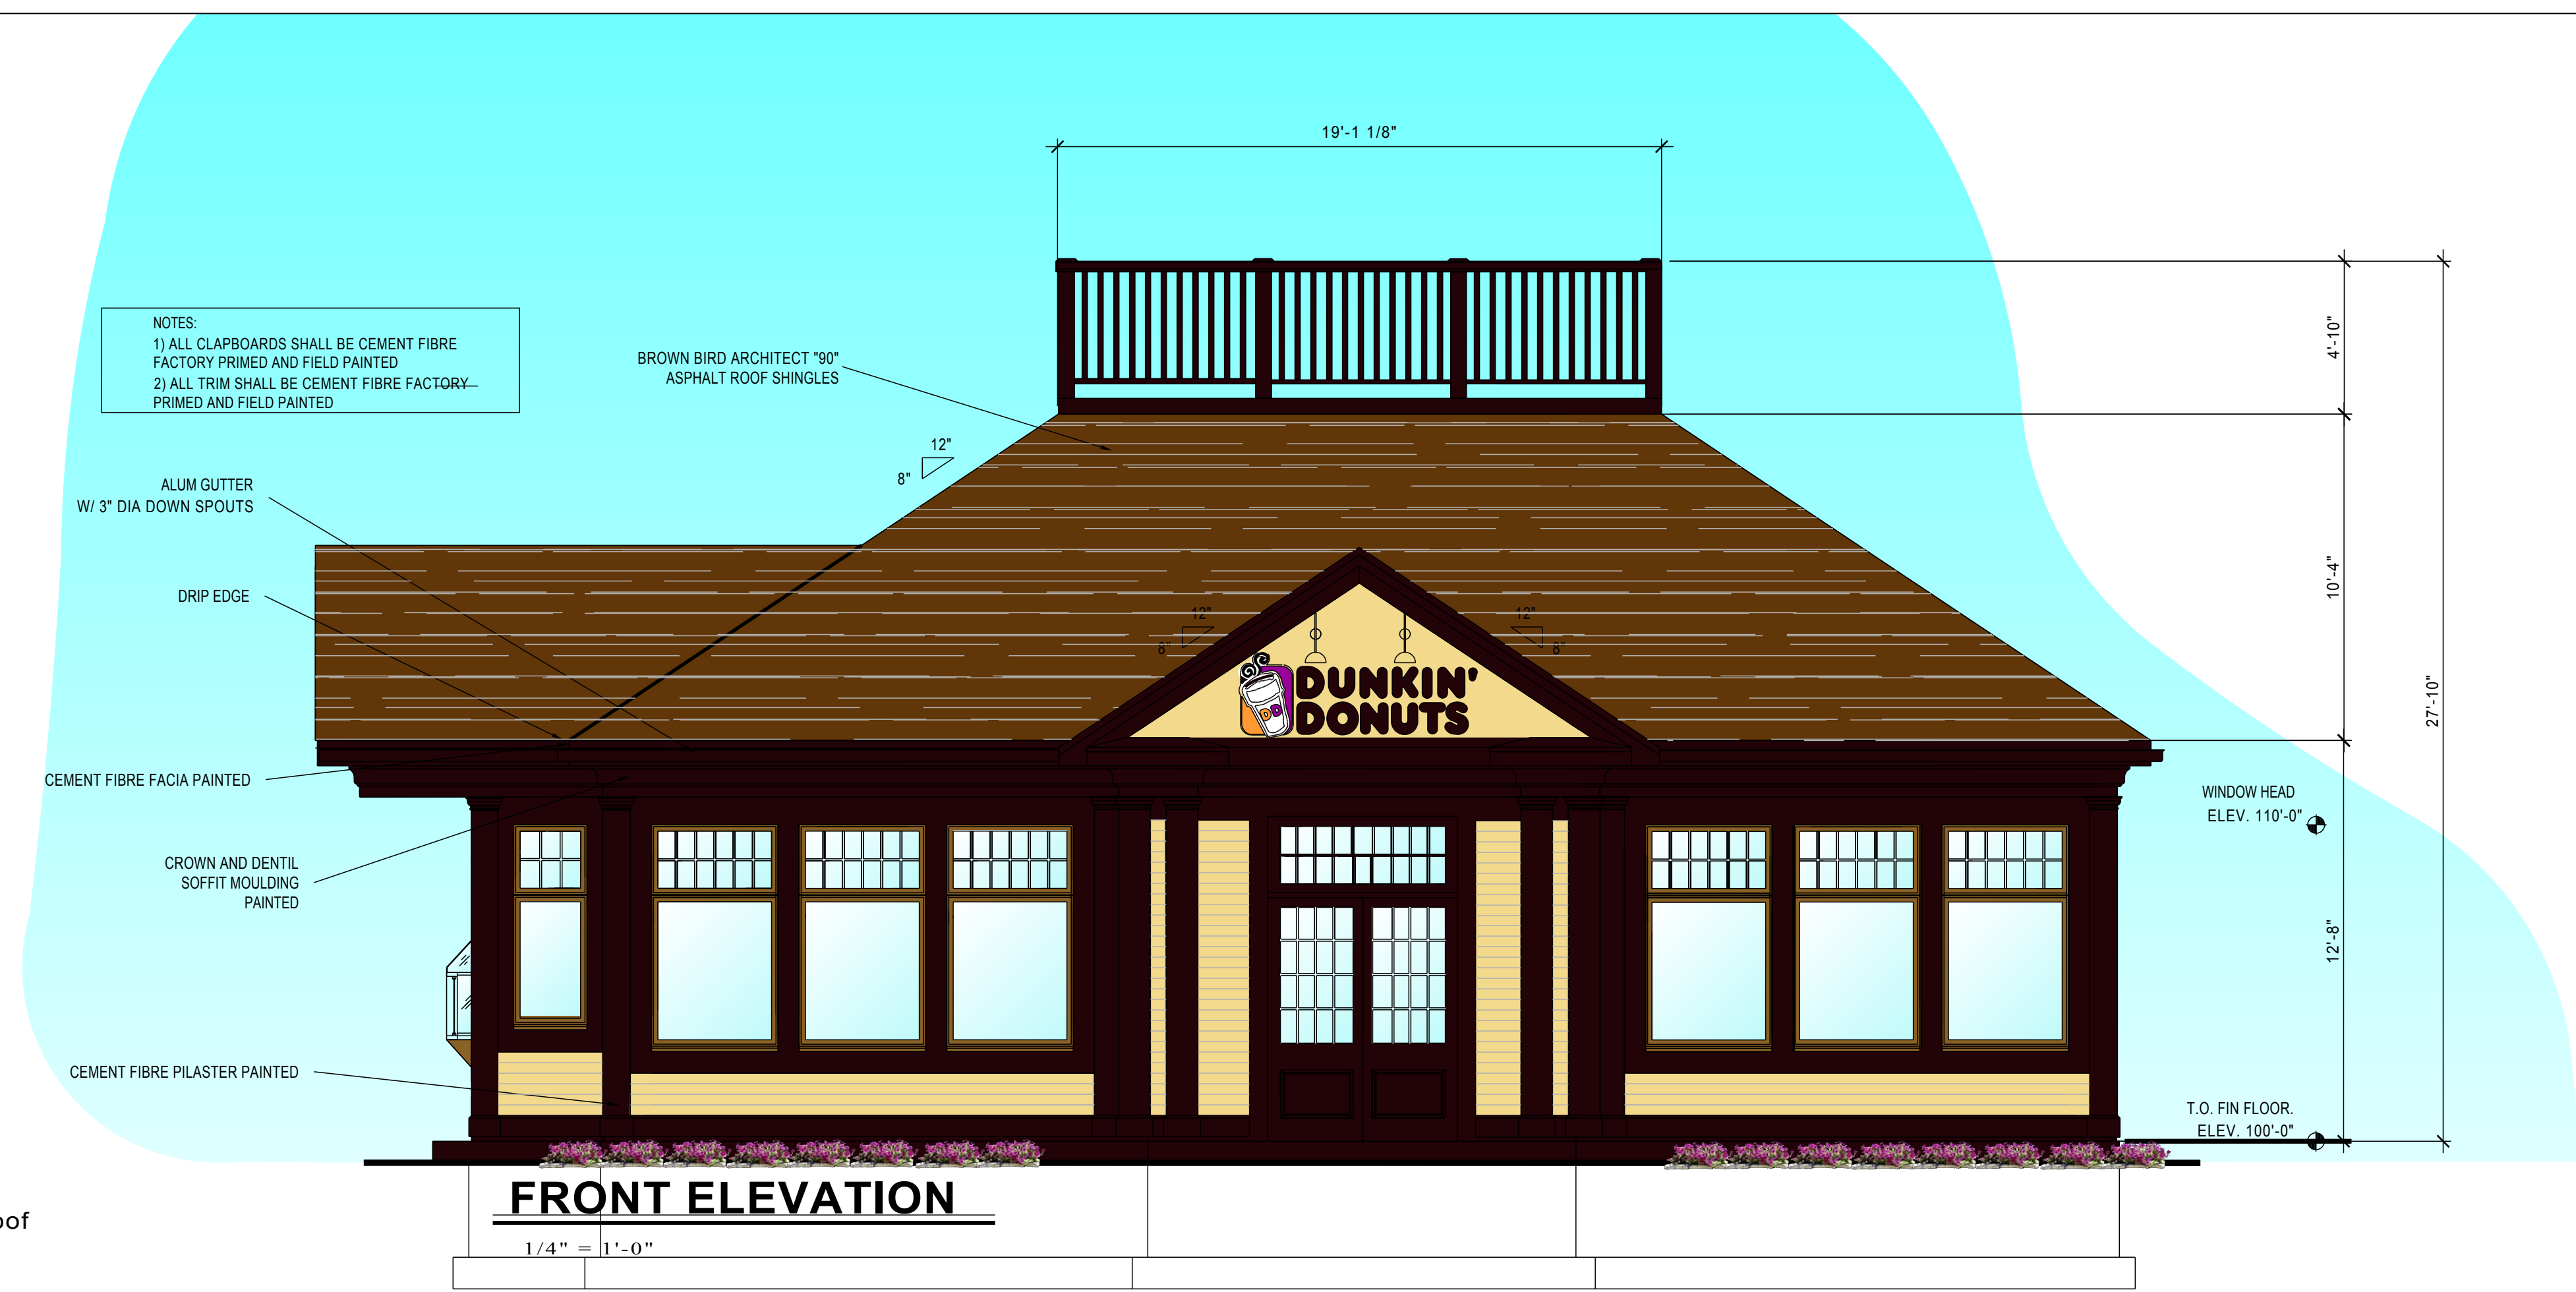 19'-1 1/8"
NOTES:
1) ALL CLAPBOARDS SHALL BE CEMENT FIBRE
FACTORY PRIMED AND FIELD PAINTED
2) ALL TRIM SHALL BE CEMENT FIBRE FACTORY
PRIMED AND FIELD PAINTED
BROWN BIRD ARCHITECT "90"
ASPHALT ROOF SHINGLES
4'-10"
12"
8"
ALUM GUTTER
W/ 3" DIA DOWN SPOUTS
DRIP EDGE
10'-4"
12"
8"
12"
8"
DUNKIN'
DONUTS
DD
27'-10"
CEMENT FIBRE FACIA PAINTED
WINDOW HEAD
ELEV. 110'-0"
CROWN AND DENTIL
SOFFIT MOULDING
PAINTED
12'-8"
CEMENT FIBRE PILASTER PAINTED
T.O. FIN FLOOR.
ELEV. 100'-0"
FRONT ELEVATION
oof
1/4" = 1'-0"